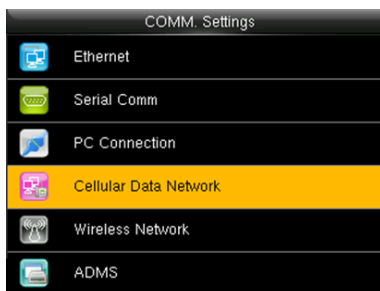 COMM. Settings
Ethernet
Serial Comm
PC Connection
Cellular Data Network
Wireless Network
ADMS